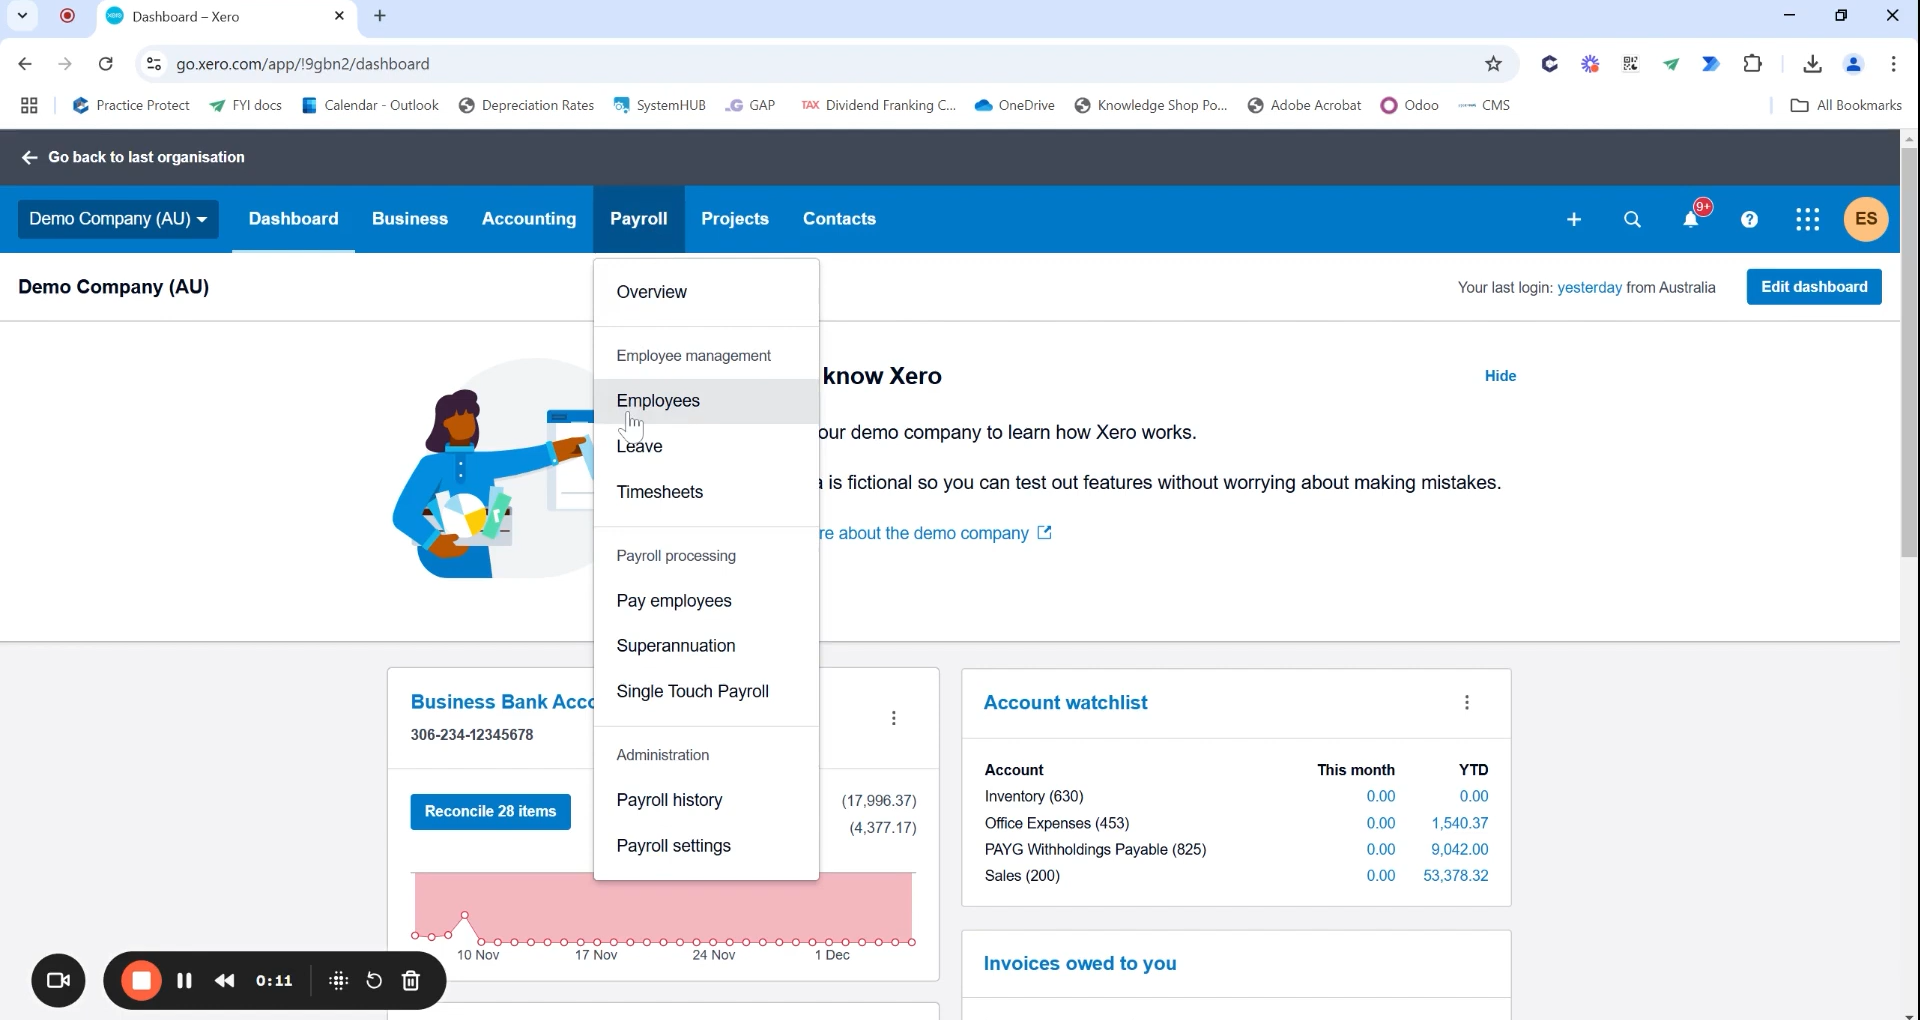 Dashboard – Xero
go.xero.com/app/!9gbn2/dashboard
Practice Protect
FYI docs
Calendar - Outlook
Depreciation Rates
SystemHUB
GAP
TAX Dividend Franking C...
OneDrive
Knowledge Shop Po...
Adobe Acrobat
Odoo
CMS
All Bookmarks
Go back to last organisation
Demo Company (AU)
Dashboard
Business
Accounting
Payroll
Projects
Contacts
9+
ES
Demo Company (AU)
Your last login: yesterday from Australia
Edit dashboard
Overview
Employee management
Employees
Leave
Timesheets
Payroll processing
Pay employees
Superannuation
Single Touch Payroll
Administration
Payroll history
Payroll settings
know Xero
Hide
our demo company to learn how Xero works.
is fictional so you can test out features without worrying about making mistakes.
re about the demo company
Business Bank Acco
306-234-12345678
Reconcile 28 items
(17,996.37)
(4,377.17)
10 Nov 17 Nov 24 Nov 1 Dec
Account watchlist
Account This month YTD
Inventory (630) 0.00 0.00
Office Expenses (453) 0.00 1,540.37
PAYG Withholdings Payable (825) 0.00 9,042.00
Sales (200) 0.00 53,378.32
Invoices owed to you
0:11